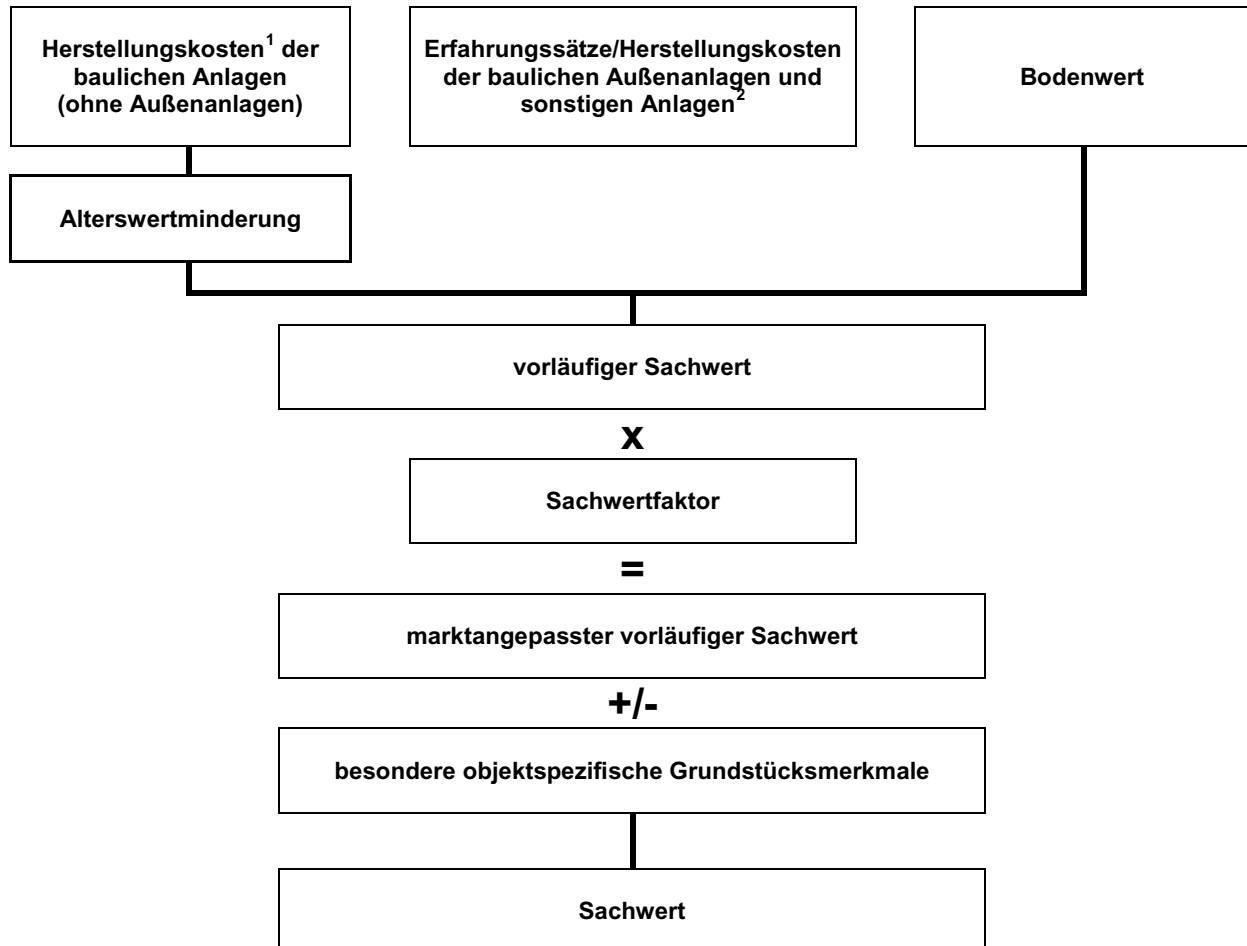 Herstellungskosten¹ der
baulichen Anlagen
(ohne Außenanlagen)
Erfahrungssätze/Herstellungskosten
der baulichen Außenanlagen und
sonstigen Anlagen²
Bodenwert
Alterswertminderung
vorläufiger Sachwert
x
Sachwertfaktor
=
marktangepasster vorläufiger Sachwert
+/-
besondere objektspezifische Grundstücksmerkmale
Sachwert